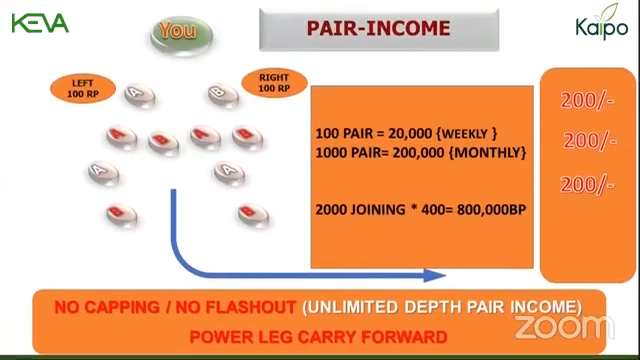 KEVA
You
PAIR-INCOME
Kaipo
LEFT
100 RP
RIGHT
100 RP
A
B
A B A B
A
A
B
B
100 PAIR = 20,000 {WEEKLY }
1000 PAIR= 200,000 {MONTHLY}
2000 JOINING * 400= 800,000BP
200/-
200/-
200/-
NO CAPPING / NO FLASHOUT (UNLIMITED DEPTH PAIR INCOME)
POWER LEG CARRY FORWARD
zoom